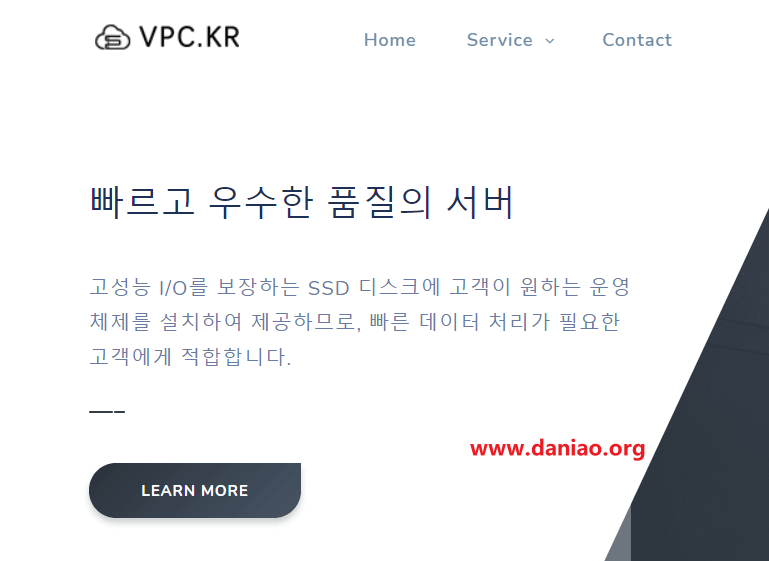 VPC.KR
Home Service Contact
빠르고 우수한 품질의 서버
고성능 I/O를 보장하는 SSD 디스크에 고객이 원하는 운영
체제를 설치하여 제공하므로, 빠른 데이터 처리가 필요한
고객에게 적합합니다.
www.daniao.org
LEARN MORE